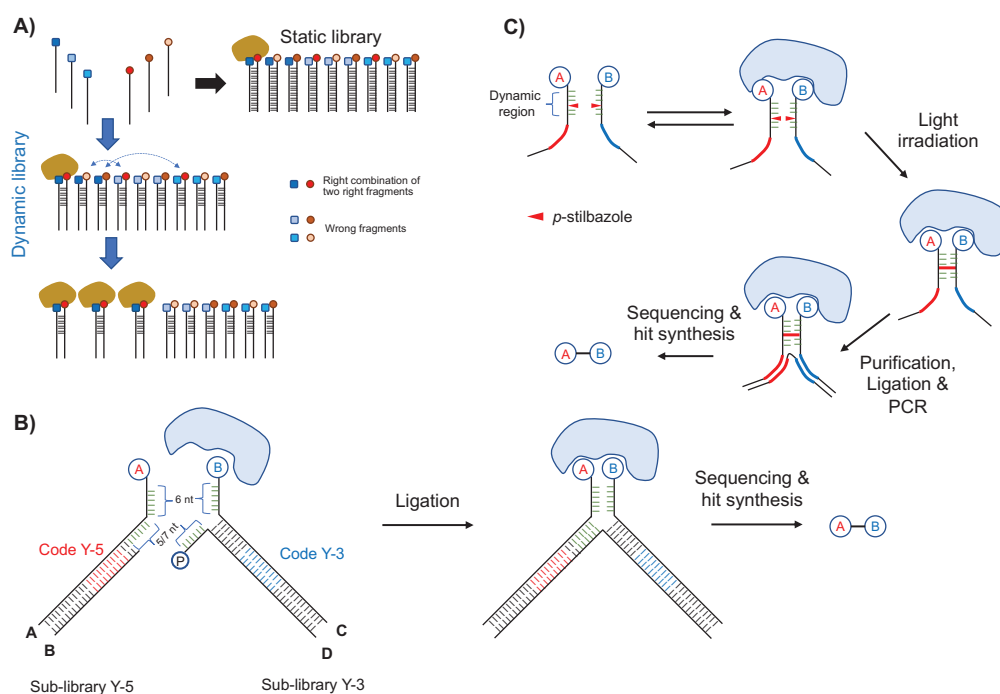 A)
Static library
Dynamic library
Right combination of
two right fragments
Wrong fragments
B)
A
B
6 nt
5/7 nt
P
Code Y-5
Code Y-3
A
B
C
D
Sub-library Y-5
Sub-library Y-3
Ligation
A
B
Sequencing &
hit synthesis
A
B
C)
A
B
Dynamic
region
p-stilbazole
A
B
Light
irradiation
A
B
Purification,
Ligation &
PCR
A
B
Sequencing &
hit synthesis
A
B